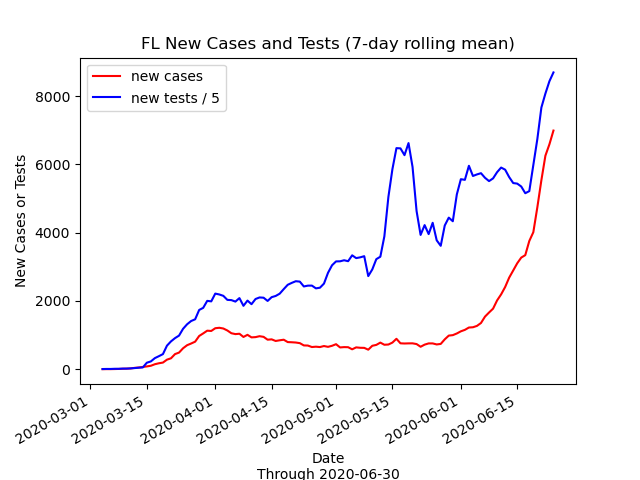 FL New Cases and Tests (7-day rolling mean)
new cases
new tests / 5
New Cases or Tests
8000
6000
4000
2000
0
2020-03-01
2020-03-15
2020-04-01
2020-04-15
2020-05-01
2020-05-15
2020-06-01
2020-06-15
Date
Through 2020-06-30